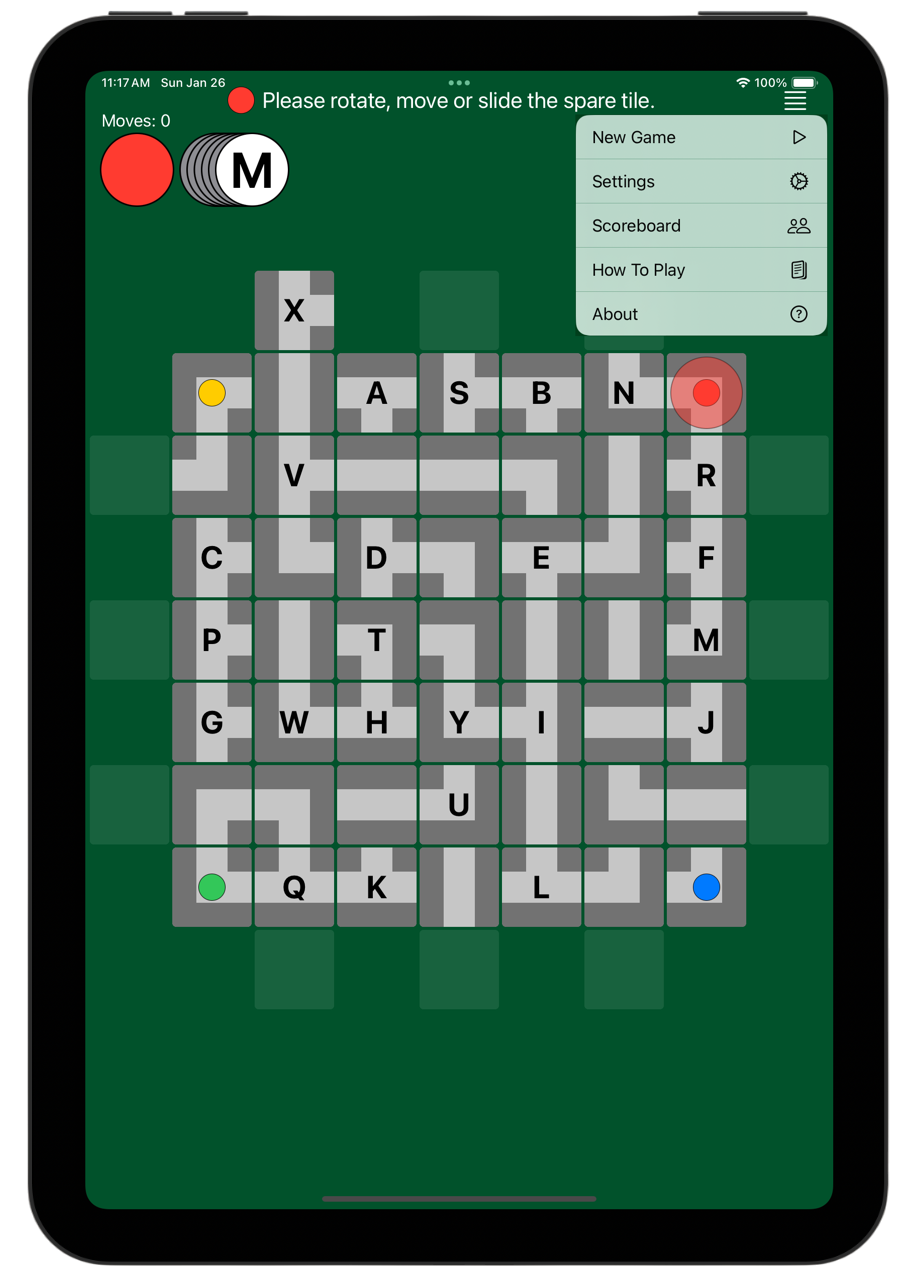 11:17 AM Sun Jan 26
100%
Please rotate, move or slide the spare tile.
Moves: 0
M
New Game
Settings
Scoreboard
How To Play
About
X
A S B N
V R
C D E F
P T M
G W H Y I J
U
Q K L